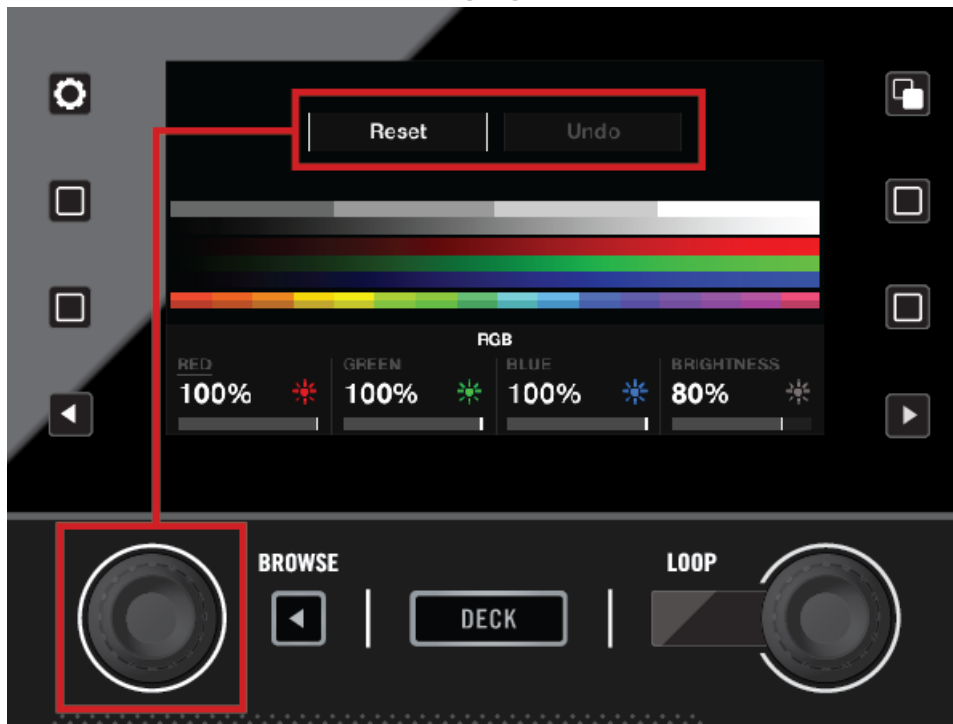 Reset Undo
RGB
RED GREEN BLUE BRIGHTNESS
100% 100% 100% 80%
BROWSE LOOP
DECK